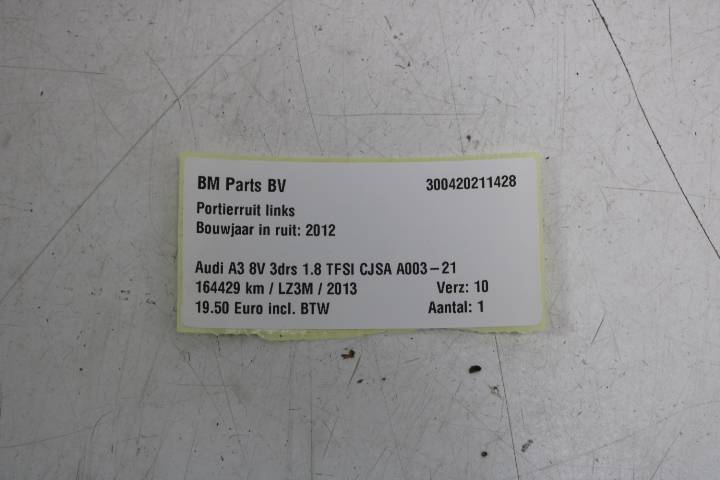 BM Parts BV 300420211428
Portierruit links
Bouwjaar in ruit: 2012
Audi A3 8V 3drs 1.8 TFSI CJSA A003-21
164429 km / LZ3M / 2013 Verz: 10
19.50 Euro incl. BTW Aantal: 1